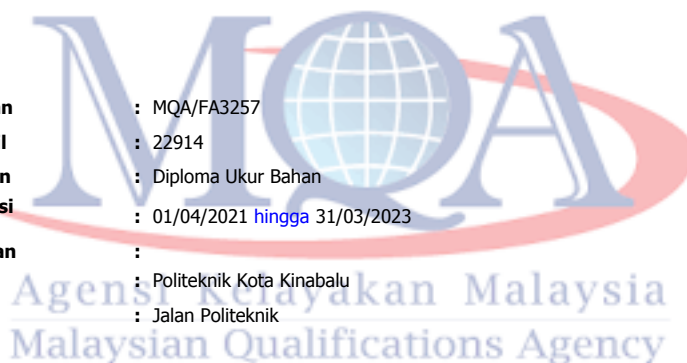 MQA
an : MQA/FA3257
l : 22914
n : Diploma Ukur Bahan
si : 01/04/2021 hingga 31/03/2023
an :
: Politeknik Kota Kinabalu
: Jalan Politeknik
Agensi Kelayakan Malaysia
Malaysian Qualifications Agency